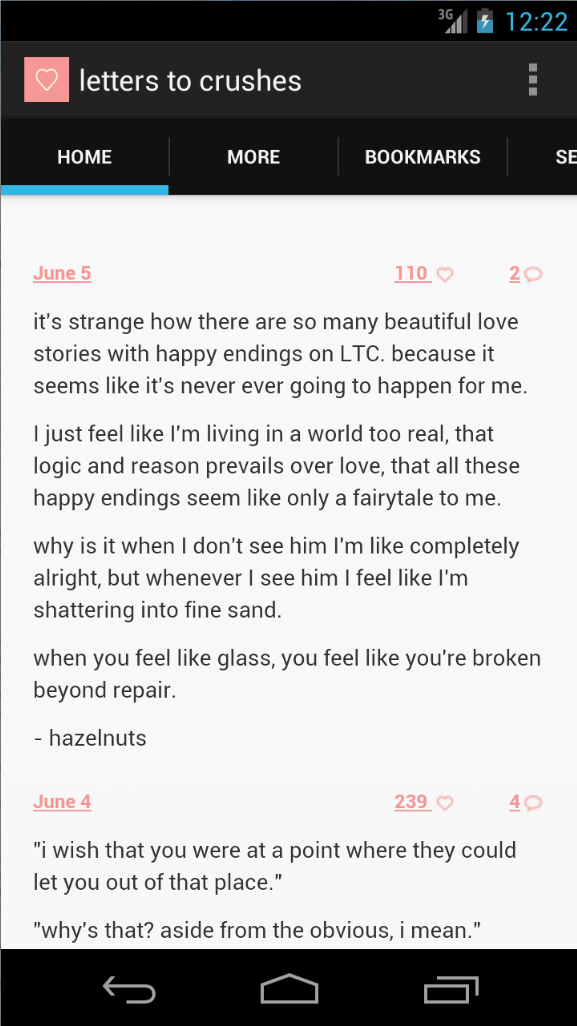 3G 12:22
letters to crushes
HOME MORE BOOKMARKS SE
June 5 110 2
it's strange how there are so many beautiful love
stories with happy endings on LTC. because it
seems like it's never ever going to happen for me.
I just feel like I'm living in a world too real, that
logic and reason prevails over love, that all these
happy endings seem like only a fairytale to me.
why is it when I don't see him I'm like completely
alright, but whenever I see him I feel like I'm
shattering into fine sand.
when you feel like glass, you feel like you're broken
beyond repair.
- hazelnuts
June 4 239 4
"i wish that you were at a point where they could
let you out of that place."
"why's that? aside from the obvious, i mean."